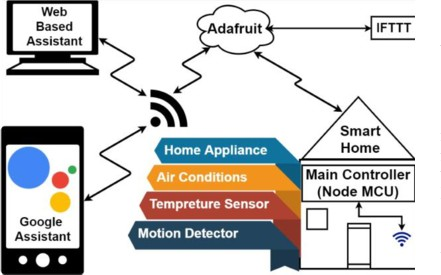 Web
Based
Assistant
Adafruit
IFTTT
Smart
Home
Home Appliance
Main Controller
(Node MCU)
Air Conditions
Tempreture Sensor
Motion Detector
Google
Assistant